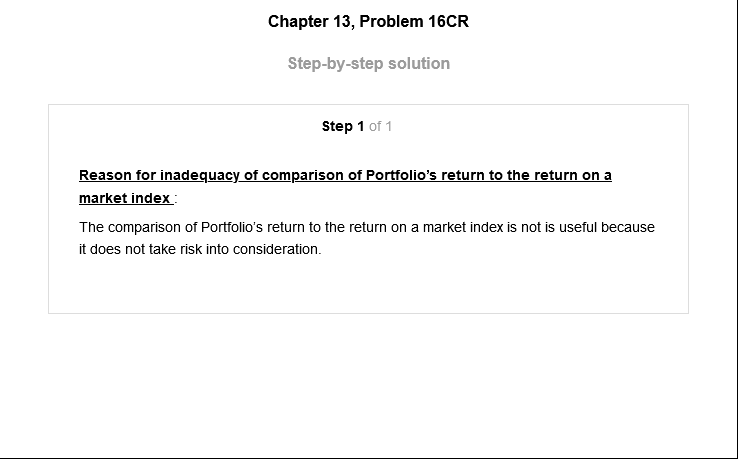 Chapter 13, Problem 16CR
Step-by-step solution
Step 1 of 1
Reason for inadequacy of comparison of Portfolio’s return to the return on a
market index :
The comparison of Portfolio’s return to the return on a market index is not is useful because
it does not take risk into consideration.